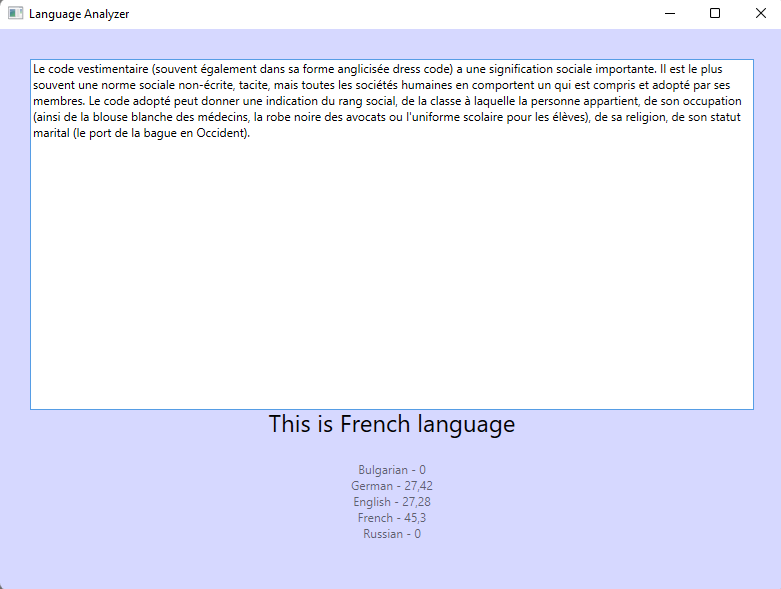 Language Analyzer
Le code vestimentaire (souvent également dans sa forme anglicisée dress code) a une signification sociale importante. Il est le plus
souvent une norme sociale non-écrite, tacite, mais toutes les sociétés humaines en comportent un qui est compris et adopté par ses
membres. Le code adopté peut donner une indication du rang social, de la classe à laquelle la personne appartient, de son occupation
(ainsi de la blouse blanche des médecins, la robe noire des avocats ou l'uniforme scolaire pour les élèves), de sa religion, de son statut
marital (le port de la bague en Occident).
This is French language
Bulgarian - 0
German - 27,42
English - 27,28
French - 45,3
Russian - 0